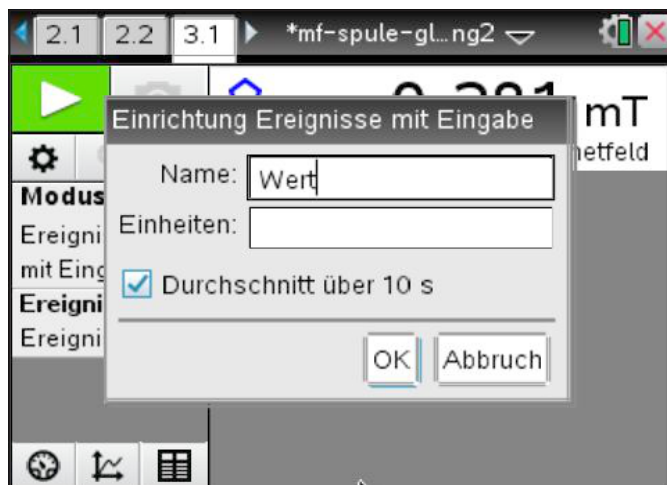 2.1 2.2 3.1 *mf-spule-gl…ng2
mT
Einrichtung Ereignisse mit Eingabe
Name: Wert
Einheiten:
Durchschnitt über 10 s
OK Abbruch
Modus
Ereigni
mit Eing
Ereigni
Ereigni